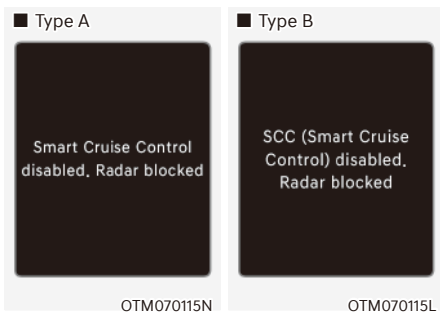 ■ Type A
Smart Cruise Control
disabled. Radar blocked
OTM070115N
■ Type B
SCC (Smart Cruise
Control) disabled.
Radar blocked
OTM070115L